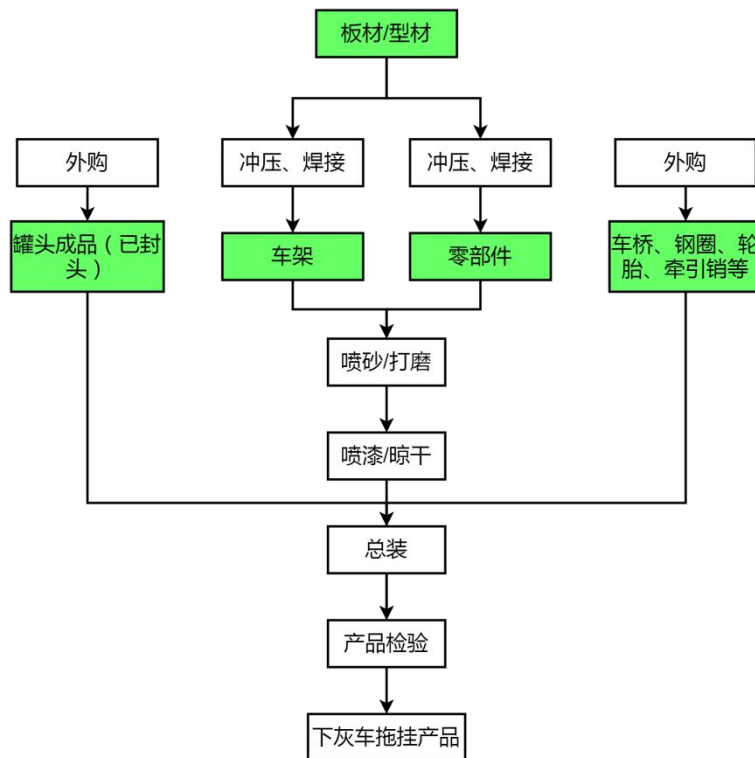 板材/型材
外购
冲压、焊接
冲压、焊接
外购
罐头成品（已封
头）
车架
零部件
车桥、钢圈、轮
胎、牵引销等
喷砂/打磨
喷漆/晾干
总装
产品检验
下灰车拖挂产品